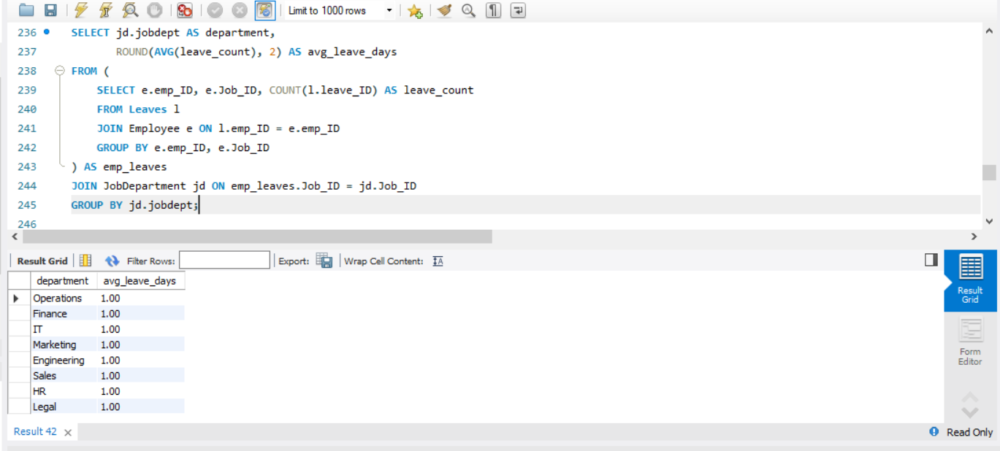 Limit to 1000 rows
236 SELECT jd.jobdept AS department,
237 ROUND(AVG(leave_count), 2) AS avg_leave_days
238 FROM (
239 SELECT e.emp_ID, e.Job_ID, COUNT(l.leave_ID) AS leave_count
240 FROM Leaves l
241 JOIN Employee e ON l.emp_ID = e.emp_ID
242 GROUP BY e.emp_ID, e.Job_ID
243 ) AS emp_leaves
244 JOIN JobDepartment jd ON emp_leaves.Job_ID = jd.Job_ID
245 GROUP BY jd.jobdept;
246
Result Grid Filter Rows: Export: Wrap Cell Content: IA
department avg_leave_days
Operations 1.00
Finance 1.00
IT 1.00
Marketing 1.00
Engineering 1.00
Sales 1.00
HR 1.00
Legal 1.00
Result
Grid
Form
Editor
Result 42 Read Only